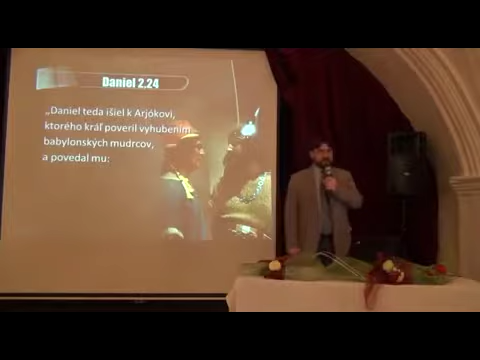 Daniel 2,24
„Daniel teda išiel k Arjókovi,
ktorého kráľ poveril vyhubením
babylonských mudrcov,
a povedal mu: